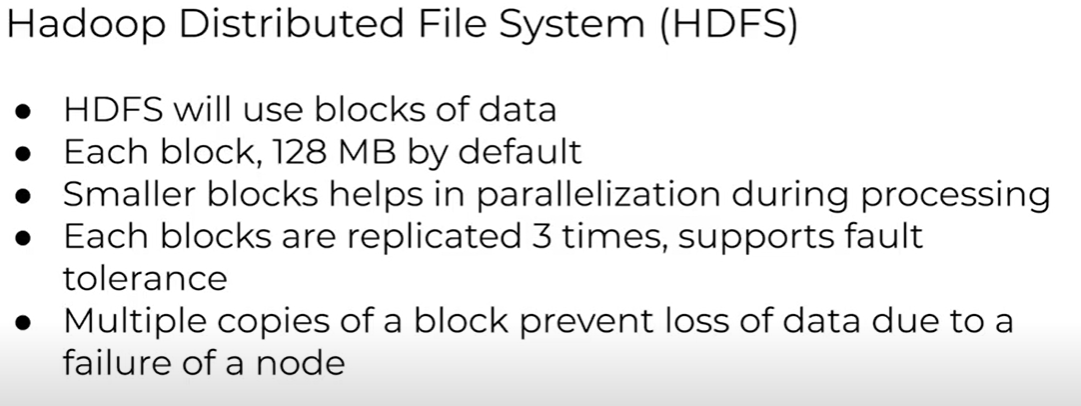 Hadoop Distributed File System (HDFS)
● HDFS will use blocks of data
● Each block, 128 MB by default
● Smaller blocks helps in parallelization during processing
● Each blocks are replicated 3 times, supports fault
tolerance
● Multiple copies of a block prevent loss of data due to a
failure of a node